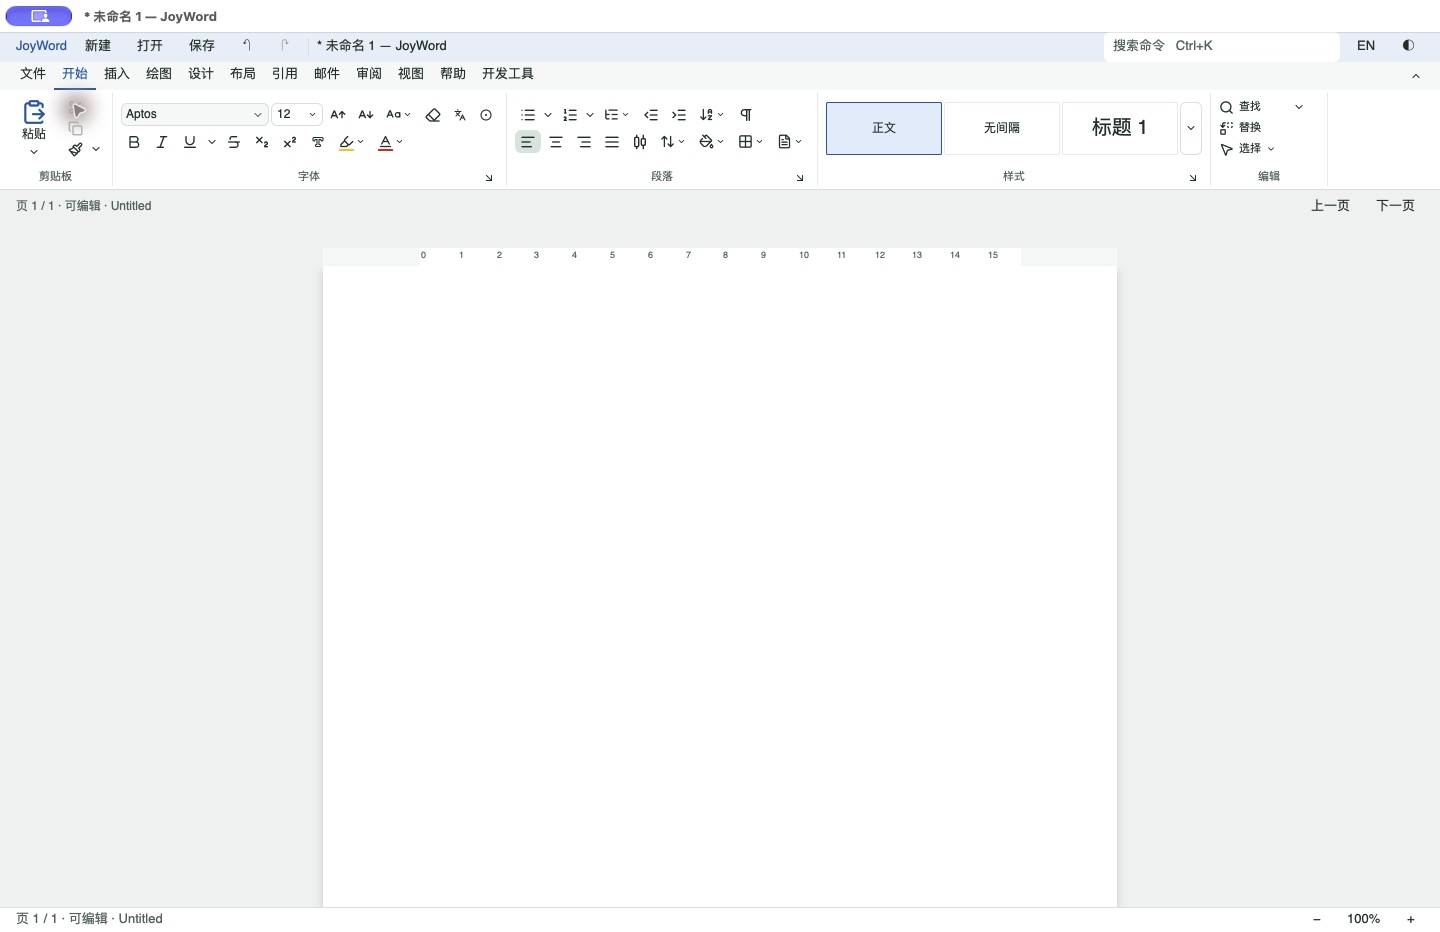 * 未命名 1 — JoyWord
JoyWord 新建 打开 保存 * 未命名 1 — JoyWord 搜索命令 Ctrl+K EN
文件 开始 插入 绘图 设计 布局 引用 邮件 审阅 视图 帮助 开发工具
粘贴
剪贴板
Aptos 12 A A Aa
B I U S X2 x2 A
字体
段落
正文 无间隔 标题 1
样式
查找
替换
选择
编辑
页 1 / 1 · 可编辑 · Untitled 上一页 下一页
0 1 2 3 4 5 6 7 8 9 10 11 12 13 14 15
页 1 / 1 · 可编辑 · Untitled − 100% +